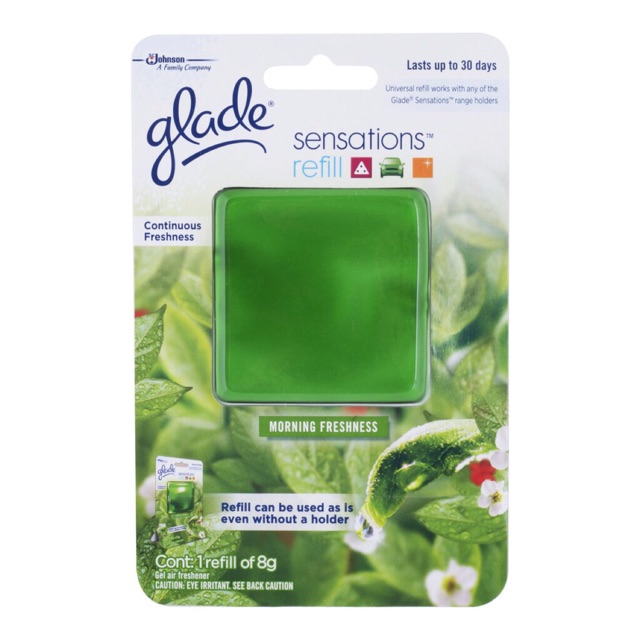 Johnson
A Family Company
Lasts up to 30 days
Universal refill works with any of the
Glade® Sensations™ range holders
glade®
sensations™
refill
Continuous
Freshness
MORNING FRESHNESS
glade
sensations
Refill can be used as is
even without a holder
Cont: 1 refill of 8g
Gel air freshener
CAUTION: EYE IRRITANT. SEE BACK CAUTION